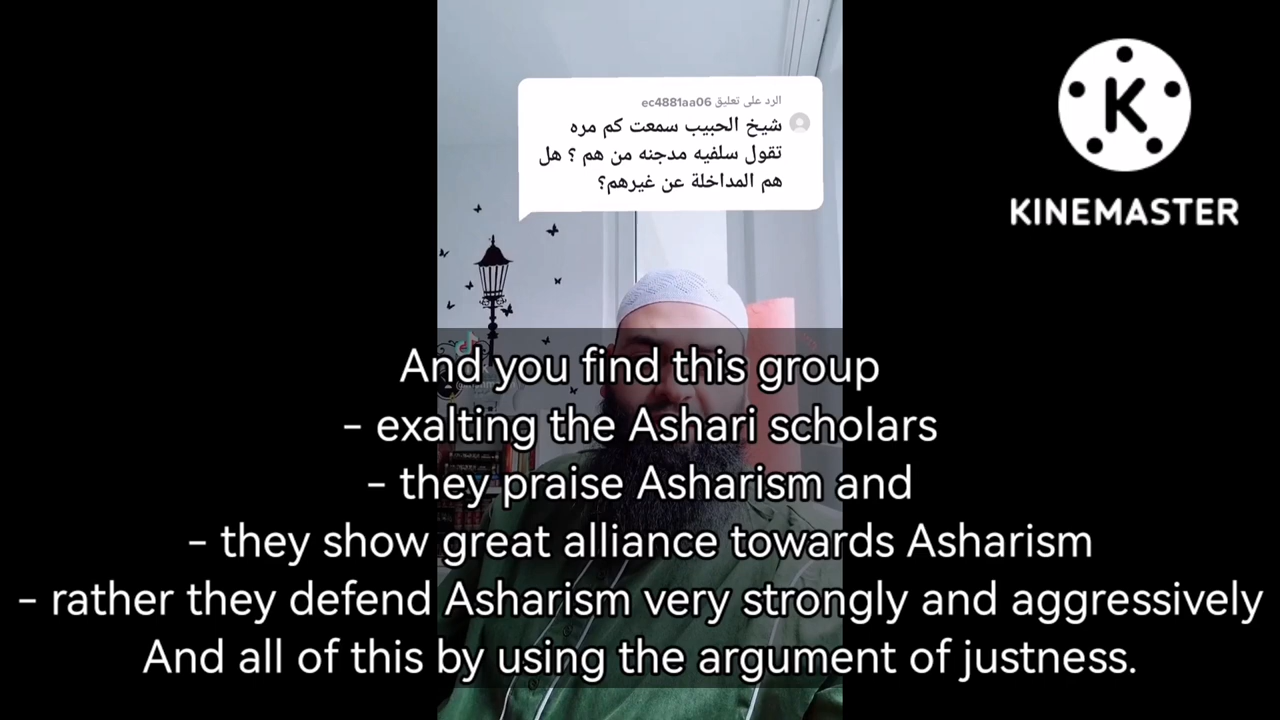 الرد على تعليق ec4881aa06
شيخ الحبيب سمعت كم مره
تقول سلفيه مدجنه من هم ؟ هل
هم المداخلة عن غيرهم؟
K
KINEMASTER
And you find this group
- exalting the Ashari scholars
- they praise Asharism and
- they show great alliance towards Asharism
- rather they defend Asharism very strongly and aggressively
And all of this by using the argument of justness.